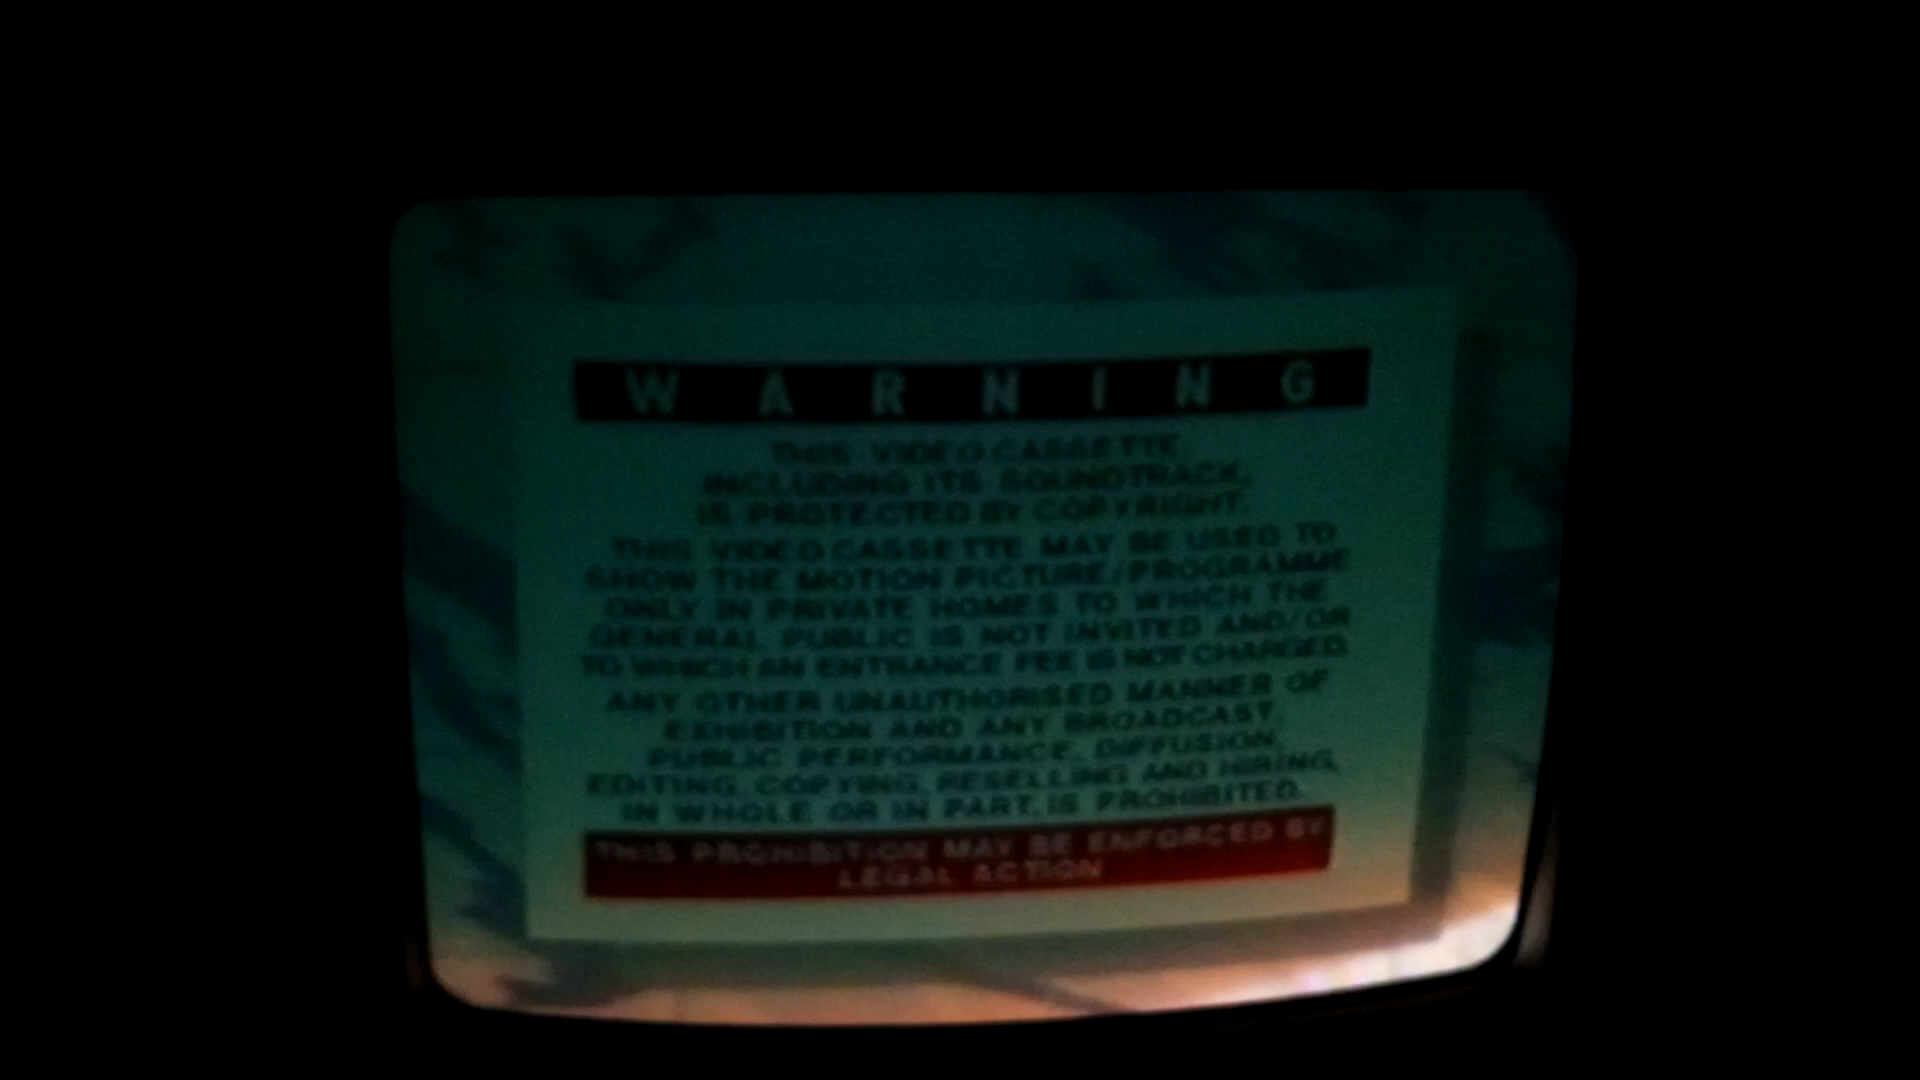 WARNING
THIS VIDEOCASSETTE,
INCLUDING ITS SOUNDTRACK,
IS PROTECTED BY COPYRIGHT.
THIS VIDEOCASSETTE MAY BE USED TO
SHOW THE MOTION PICTURE/PROGRAMME
ONLY IN PRIVATE HOMES TO WHICH THE
GENERAL PUBLIC IS NOT INVITED AND/OR
TO WHICH AN ENTRANCE FEE IS NOT CHARGED.
ANY OTHER UNAUTHORISED MANNER OF
EXHIBITION AND ANY BROADCAST,
PUBLIC PERFORMANCE, DIFFUSION,
EDITING, COPYING, RESELLING AND HIRING,
IN WHOLE OR IN PART, IS PROHIBITED.
THIS PROHIBITION MAY BE ENFORCED BY
LEGAL ACTION